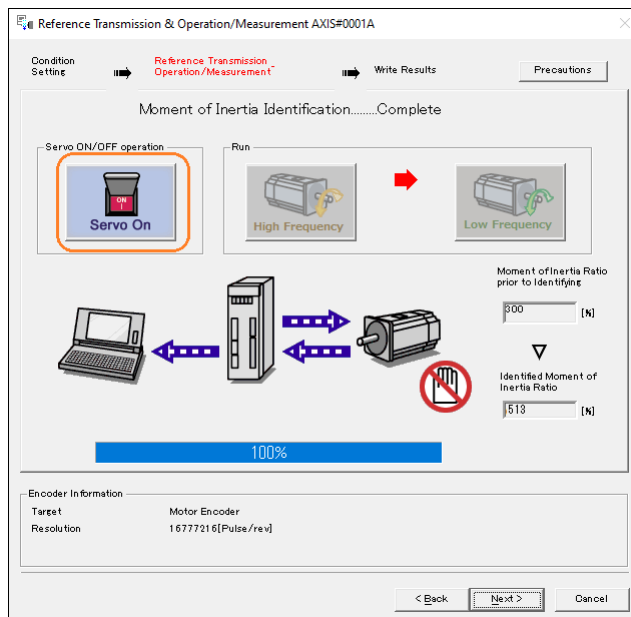 Reference Transmission & Operation/Measurement AXIS#0001A
Condition
Setting
Reference Transmission
Operation/Measurement
Write Results
Precautions
Moment of Inertia Identification........Complete
Servo ON/OFF operation
Run
ON
I
Servo On
High Frequency
Low Frequency
Moment of Inertia Ratio
prior to Identifying
300 [%]
Identified Moment of
Inertia Ratio
513 [%]
100%
Encoder Information
Target Motor Encoder
Resolution 16777216[Pulse/rev]
< Back Next > Cancel